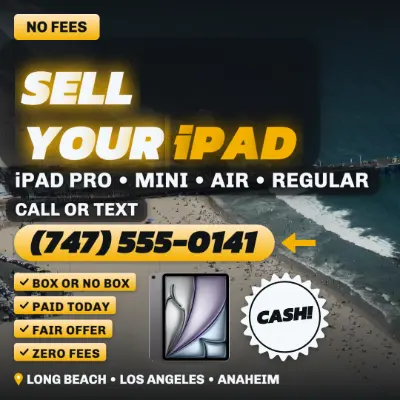 NO FEES
SELL
YOUR iPAD
iPAD PRO • MINI • AIR • REGULAR
CALL OR TEXT
(747) 555-0141
BOX OR NO BOX
PAID TODAY
FAIR OFFER
ZERO FEES
CASH!
LONG BEACH • LOS ANGELES • ANAHEIM